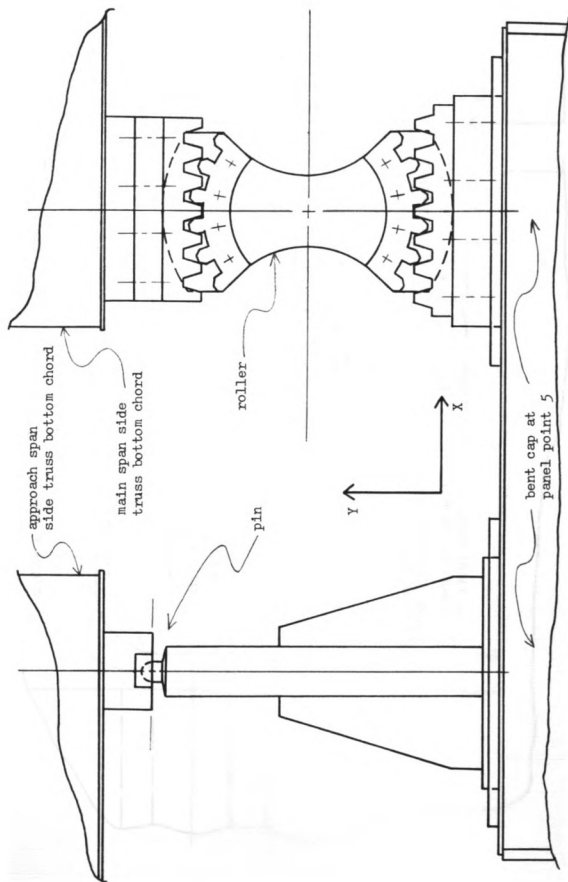 approach span
side truss bottom chord
main span side
truss bottom chord
roller
pin
Y
X
bent cap at
panel point 5